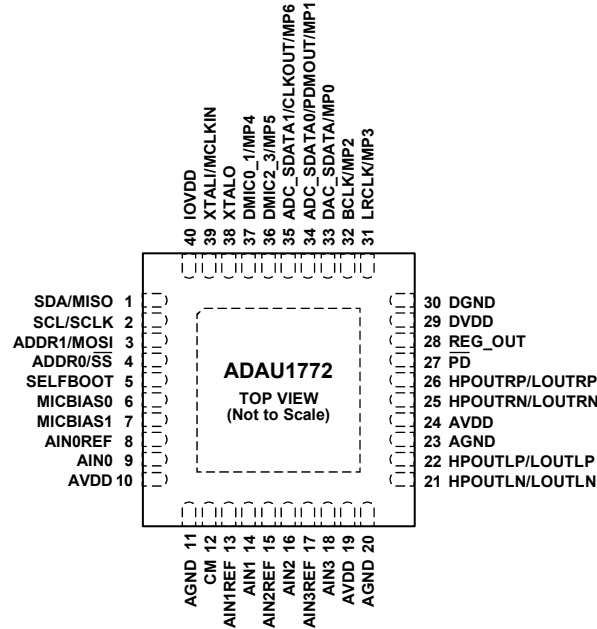 40 IOVDD
39 XTALI/MCLKIN
38 XTALO
37 DMIC0_1/MP4
36 DMIC2_3/MP5
35 ADC_SDATA1/CLKOUT/MP6
34 ADC_SDATA0/PDMOUT/MP1
33 DAC_SDATA/MP0
32 BCLK/MP2
31 LRCLK/MP3
SDA/MISO 1
SCL/SCLK 2
ADDR1/MOSI 3
ADDR0/SS 4
SELFBOOT 5
MICBIAS0 6
MICBIAS1 7
AIN0REF 8
AIN0 9
AVDD 10
ADAU1772
TOP VIEW
(Not to Scale)
30 DGND
29 DVDD
28 REG_OUT
27 PD
26 HPOUTRP/LOUTRP
25 HPOUTRN/LOUTRN
24 AVDD
23 AGND
22 HPOUTLP/LOUTLP
21 HPOUTLN/LOUTLN
AGND 11
CM 12
AIN1REF 13
AIN1 14
AIN2REF 15
AIN2 16
AIN3REF 17
AIN3 18
AVDD 19
AGND 20